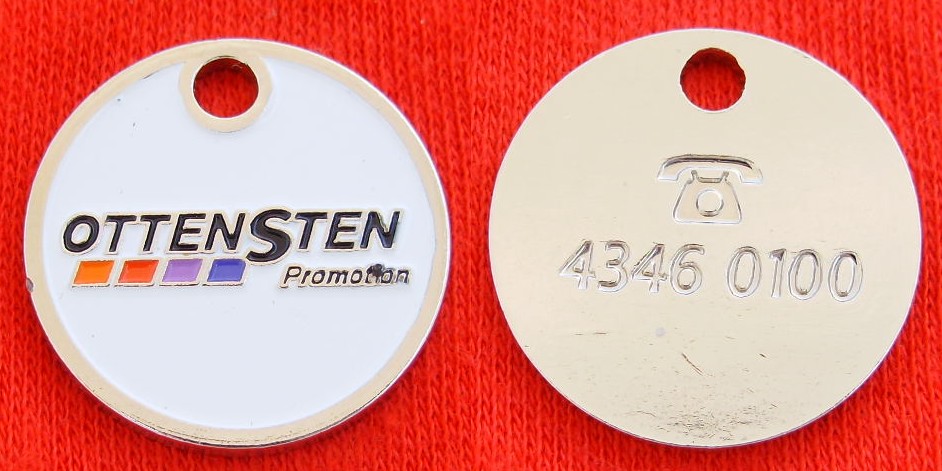 OTTENSTEN
Promotion
4346 0100